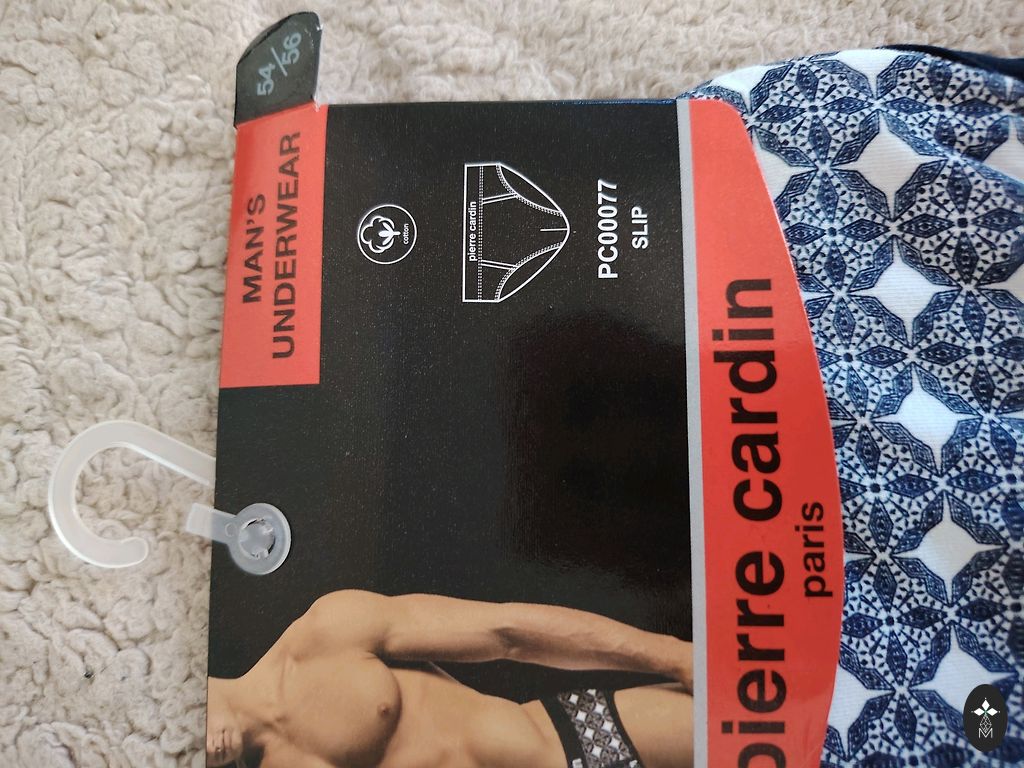 54/56
MAN'S
UNDERWEAR
cotton
pierre cardin
PC00077
SLIP
pierre cardin
paris
M